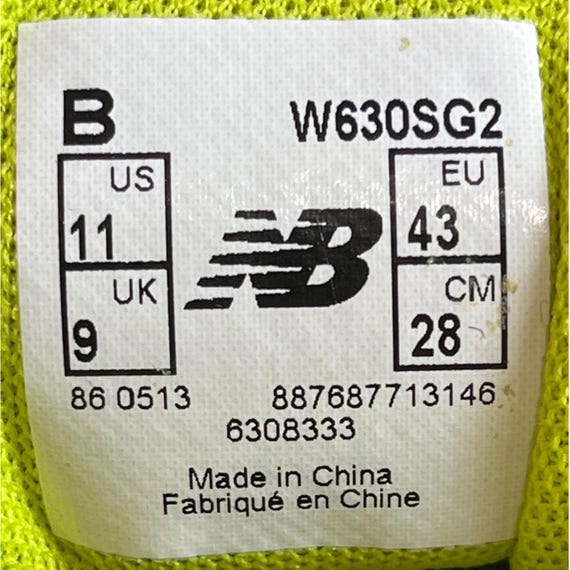 B W630SG2
US EU
11 43
UK CM
9 28
NB
86 0513 887687713146
6308333
Made in China
Fabriqué en Chine